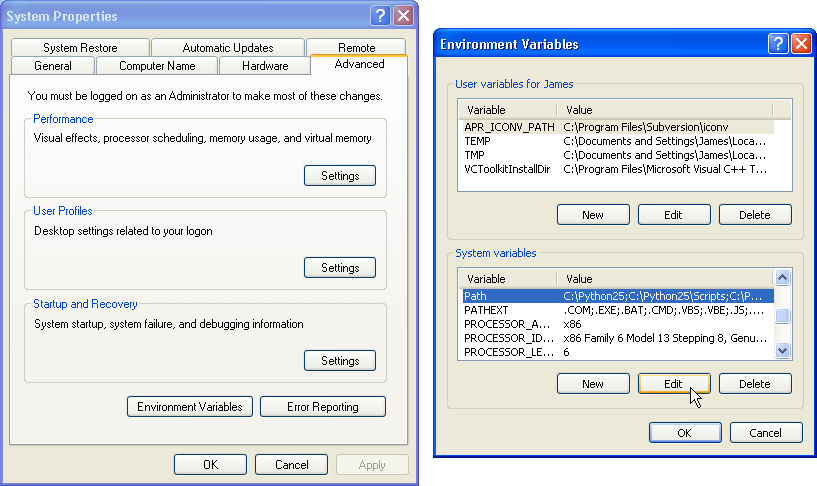 System Properties
System Restore
Automatic Updates
Remote
General
Computer Name
Hardware
Advanced
You must be logged on as an Administrator to make most of these changes.
Performance
Visual effects, processor scheduling, memory usage, and virtual memory
Settings
User Profiles
Desktop settings related to your logon
Settings
Startup and Recovery
System startup, system failure, and debugging information
Settings
Environment Variables
Error Reporting
OK
Cancel
Apply
Environment Variables
User variables for James
Variable Value
APR_ICONV_PATH C:\Program Files\Subversion\iconv
TEMP C:\Documents and Settings\James\Loca...
TMP C:\Documents and Settings\James\Loca...
VCToolkitInstallDir C:\Program Files\Microsoft Visual C++ T...
New
Edit
Delete
System variables
Variable Value
Path C:\Python25;C:\Python25\Scripts;C:\P...
PATHEXT .COM;.EXE;.BAT;.CMD;.VBS;.VBE;.JS;....
PROCESSOR_A... x86
PROCESSOR_ID... x86 Family 6 Model 13 Stepping 8, Genu...
PROCESSOR_LE... 6
New
Edit
Delete
OK
Cancel